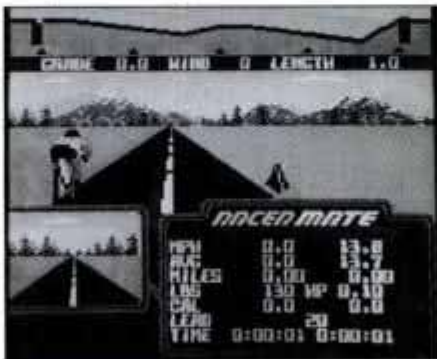 GRADE 0.0 WIND 0 LENGTH 1.0
RACER MATE
MPH 0.0 13.8
AVG 0.0 13.7
MILES 0.00 0.00
LBS 130 HP 0.10
CAL 0.0 0.0
LEAD 20
TIME 0:00:01 0:00:01